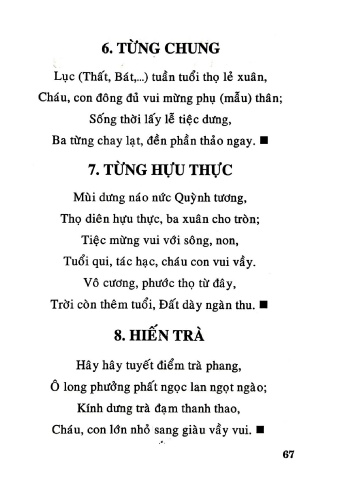 6. TỪNG CHUNG
Lục (Thất, Bát,...) tuần tuổi thọ lẻ xuân,
Cháu, con đông đủ vui mừng phụ (mẫu) thân;
Sống thời lấy lễ tiệc dưng,
Ba từng chay lạt, đền phần thảo ngay. ■
7. TỪNG HỰU THỰC
Mùi dưng náo nức Quỳnh tương,
Thọ diên hựu thực, ba xuân cho tròn;
Tiệc mừng vui với sông, non,
Tuổi qui, tác hạc, cháu con vui vầy.
Vô cương, phước thọ từ đây,
Trời còn thêm tuổi, Đất dày ngàn thu. ■
8. HIẾN TRÀ
Hây hây tuyết điểm trà phang,
Ô long phưởng phất ngọc lan ngọt ngào;
Kính dưng trà đạm thanh thao,
Cháu, con lớn nhỏ sang giàu vầy vui. ■
67